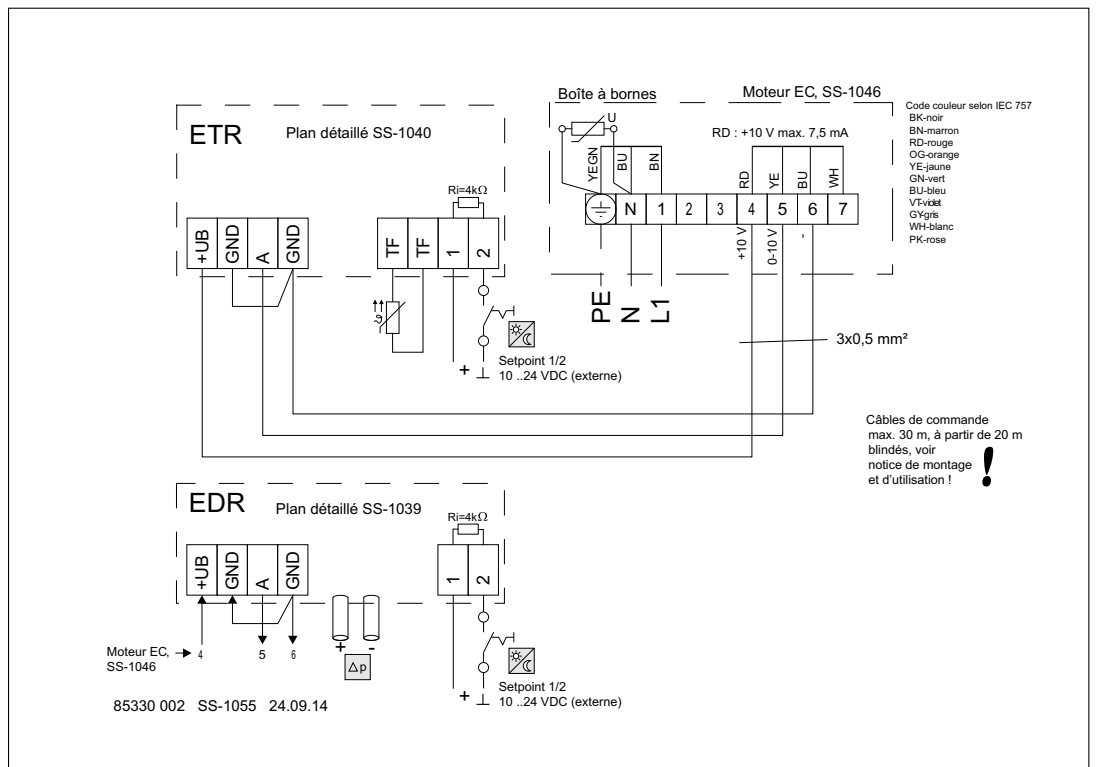 Boîte à bornes
Moteur EC, SS-1046
Code couleur selon IEC 757
BK-noir
BN-marron
RD-rouge
OG-orange
YE-jaune
GN-vert
BU-bleu
VT-violet
GY-gris
WH-blanc
PK-rose
U
RD : +10 V max. 7,5 mA
YEGN
BU
BN
RD
YE
BU
WH
N
1
2
3
4
5
6
7
+10 V
0-10 V
-
PE
N
L1
3x0,5 mm²
ETR
Plan détaillé SS-1040
Ri=4kΩ
+UB
GND
A
GND
TF
TF
1
2
ϑ
Setpoint 1/2
+ ⊥ 10 ..24 VDC (externe)
Câbles de commande
max. 30 m, à partir de 20 m
blindés, voir
notice de montage
et d'utilisation !
!
EDR
Plan détaillé SS-1039
Ri=4kΩ
+UB
GND
A
GND
1
2
Moteur EC,
SS-1046
4
5
6
+
-
Δp
Setpoint 1/2
+ ⊥ 10 ..24 VDC (externe)
85330 002 SS-1055 24.09.14